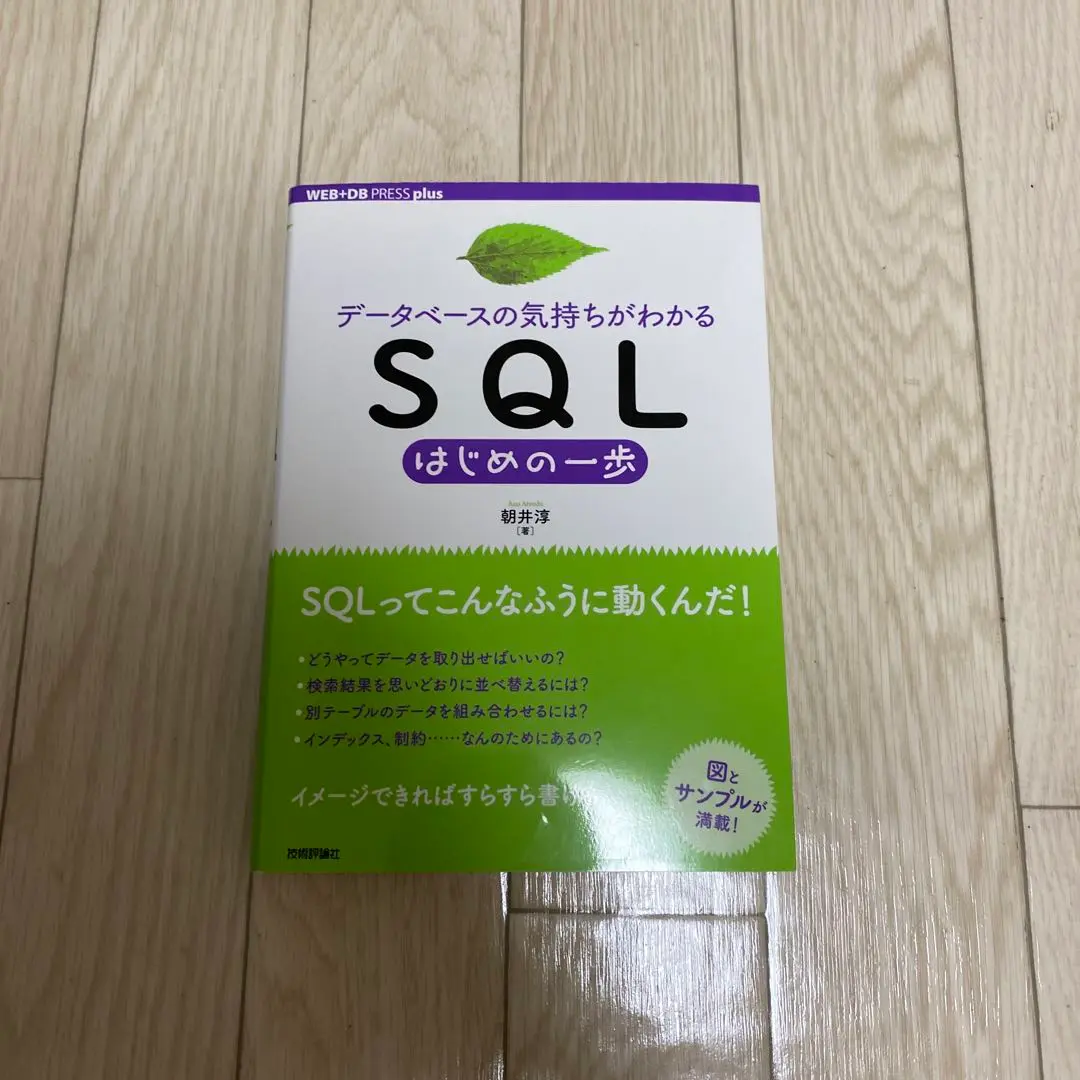 WEB+DB PRESS plus
データベースの気持ちがわかる
SQL
はじめの一歩
Asai Atsushi
朝井淳
[著]
SQLってこんなふうに動くんだ!
・どうやってデータを取り出せばいいの?
・検索結果を思いどおりに並べ替えるには?
・別テーブルのデータを組み合わせるには?
・インデックス、制約……なんのためにあるの?
イメージできればすらすら書
図と
サンプルが
満載!
技術評論社